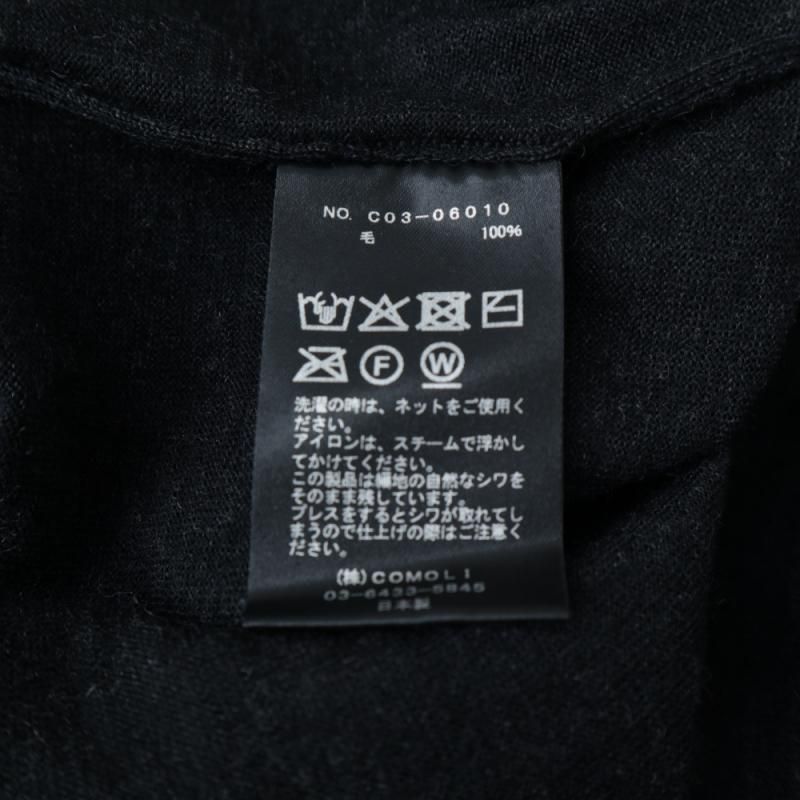 NO. C03-06010
毛 100%
F W
洗濯の時は、ネットをご使用く
ださい。
アイロンは、スチームで浮かし
てかけてください。
この製品は編地の自然なシワを
そのまま残しています。
プレスをするとシワが取れてし
まうので仕上げの際はご注意く
ださい。
(株)COMOLI
03-6433-5845
日本製